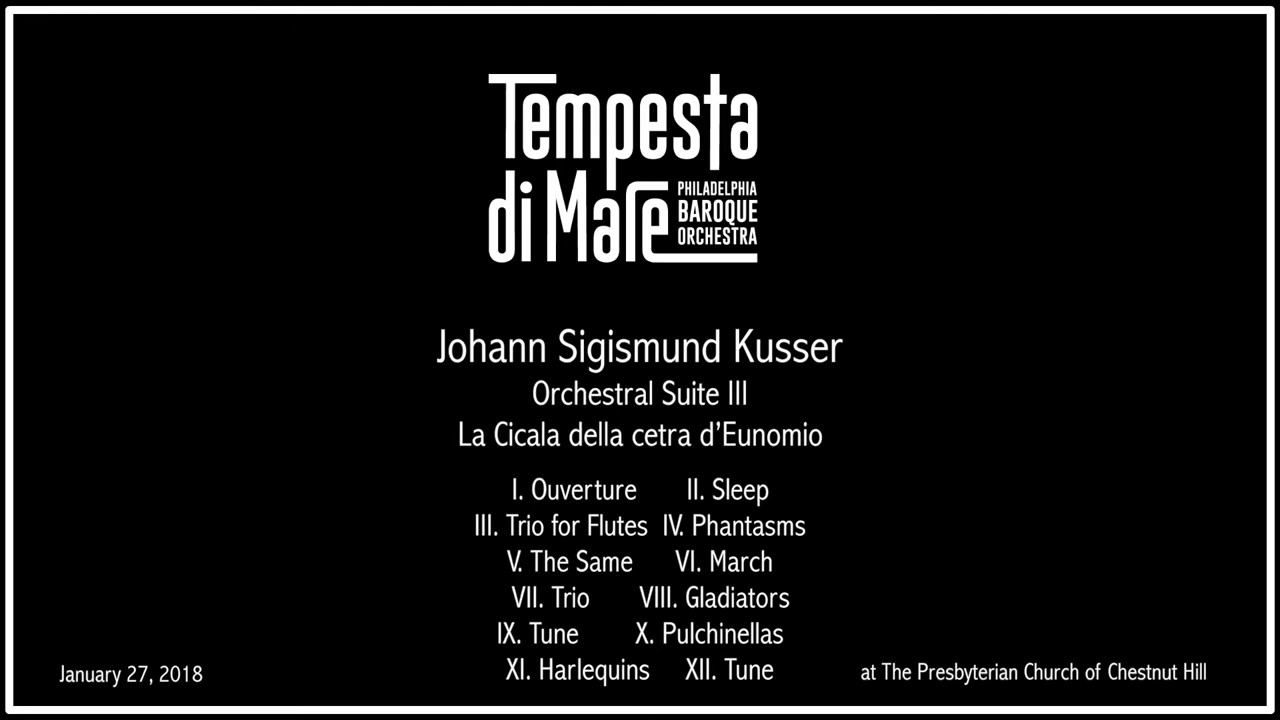 Tempesta
di Mare
PHILADELPHIA
BAROQUE
ORCHESTRA
Johann Sigismund Kusser
Orchestral Suite III
La Cicala della cetra d’Eunomio
I. Ouverture II. Sleep
III. Trio for Flutes IV. Phantasms
V. The Same VI. March
VII. Trio VIII. Gladiators
IX. Tune X. Pulchinellas
XI. Harlequins XII. Tune
January 27, 2018
at The Presbyterian Church of Chestnut Hill